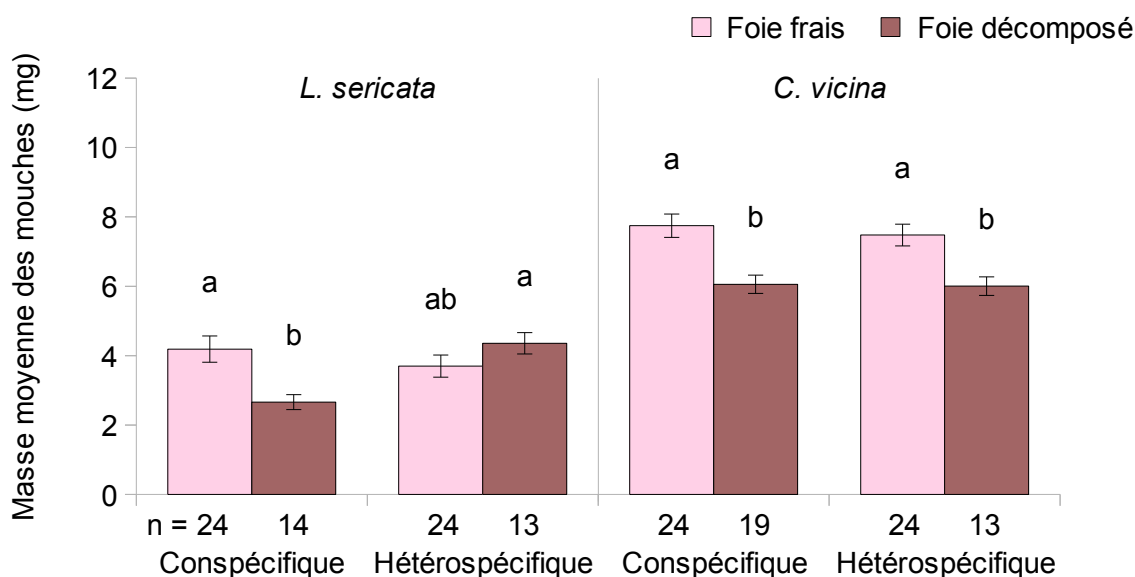 Foie frais Foie décomposé
Masse moyenne des mouches (mg)
12
10
8
6
4
2
0
L. sericata C. vicina
a b ab a a b a b
n = 24 14 24 13 24 19 24 13
Conspécifique Hétérospécifique Conspécifique Hétérospécifique